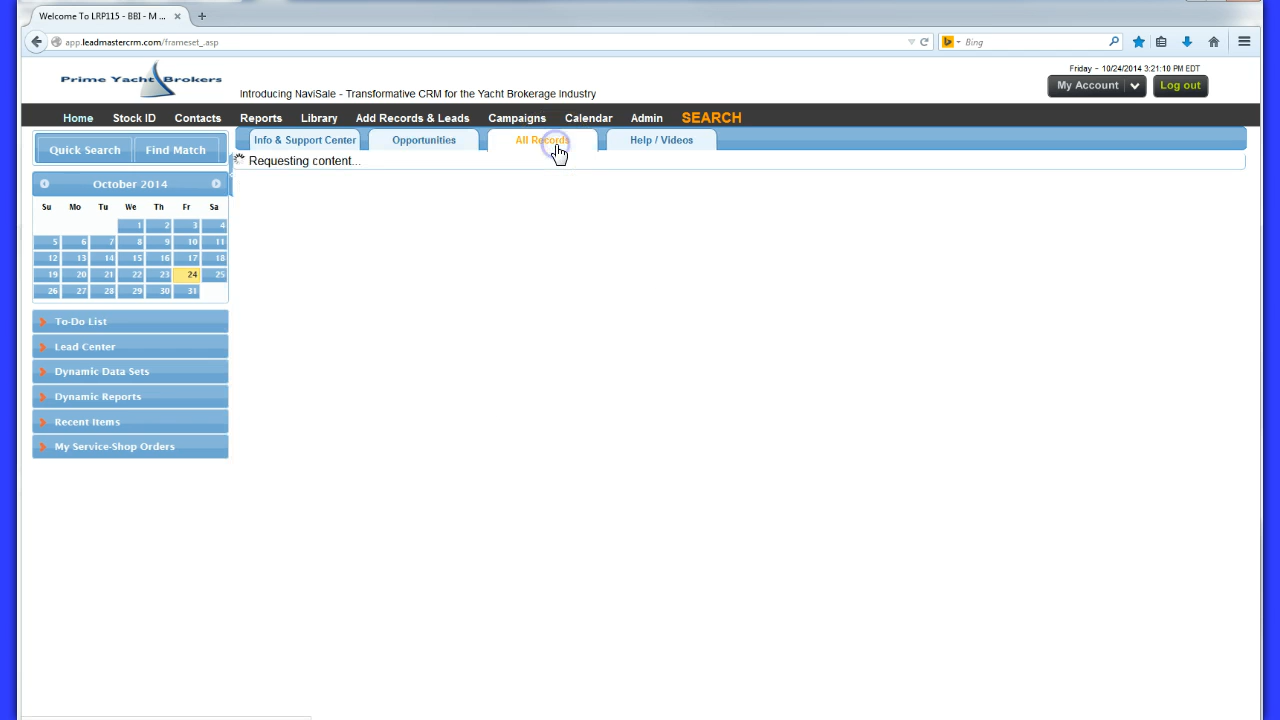 Welcome To LRP115 - BBI - M ...
app.leadmastercrm.com/frameset_.asp
Bing
Prime Yacht Brokers
Introducing NaviSale - Transformative CRM for the Yacht Brokerage Industry
Friday - 10/24/2014 3:21:10 PM EDT
My Account
Log out
Home Stock ID Contacts Reports Library Add Records & Leads Campaigns Calendar Admin SEARCH
Quick Search Find Match
Info & Support Center Opportunities All Records Help / Videos
Requesting content...
October 2014
Su Mo Tu We Th Fr Sa
1 2 3 4
5 6 7 8 9 10 11
12 13 14 15 16 17 18
19 20 21 22 23 24 25
26 27 28 29 30 31
To-Do List
Lead Center
Dynamic Data Sets
Dynamic Reports
Recent Items
My Service-Shop Orders